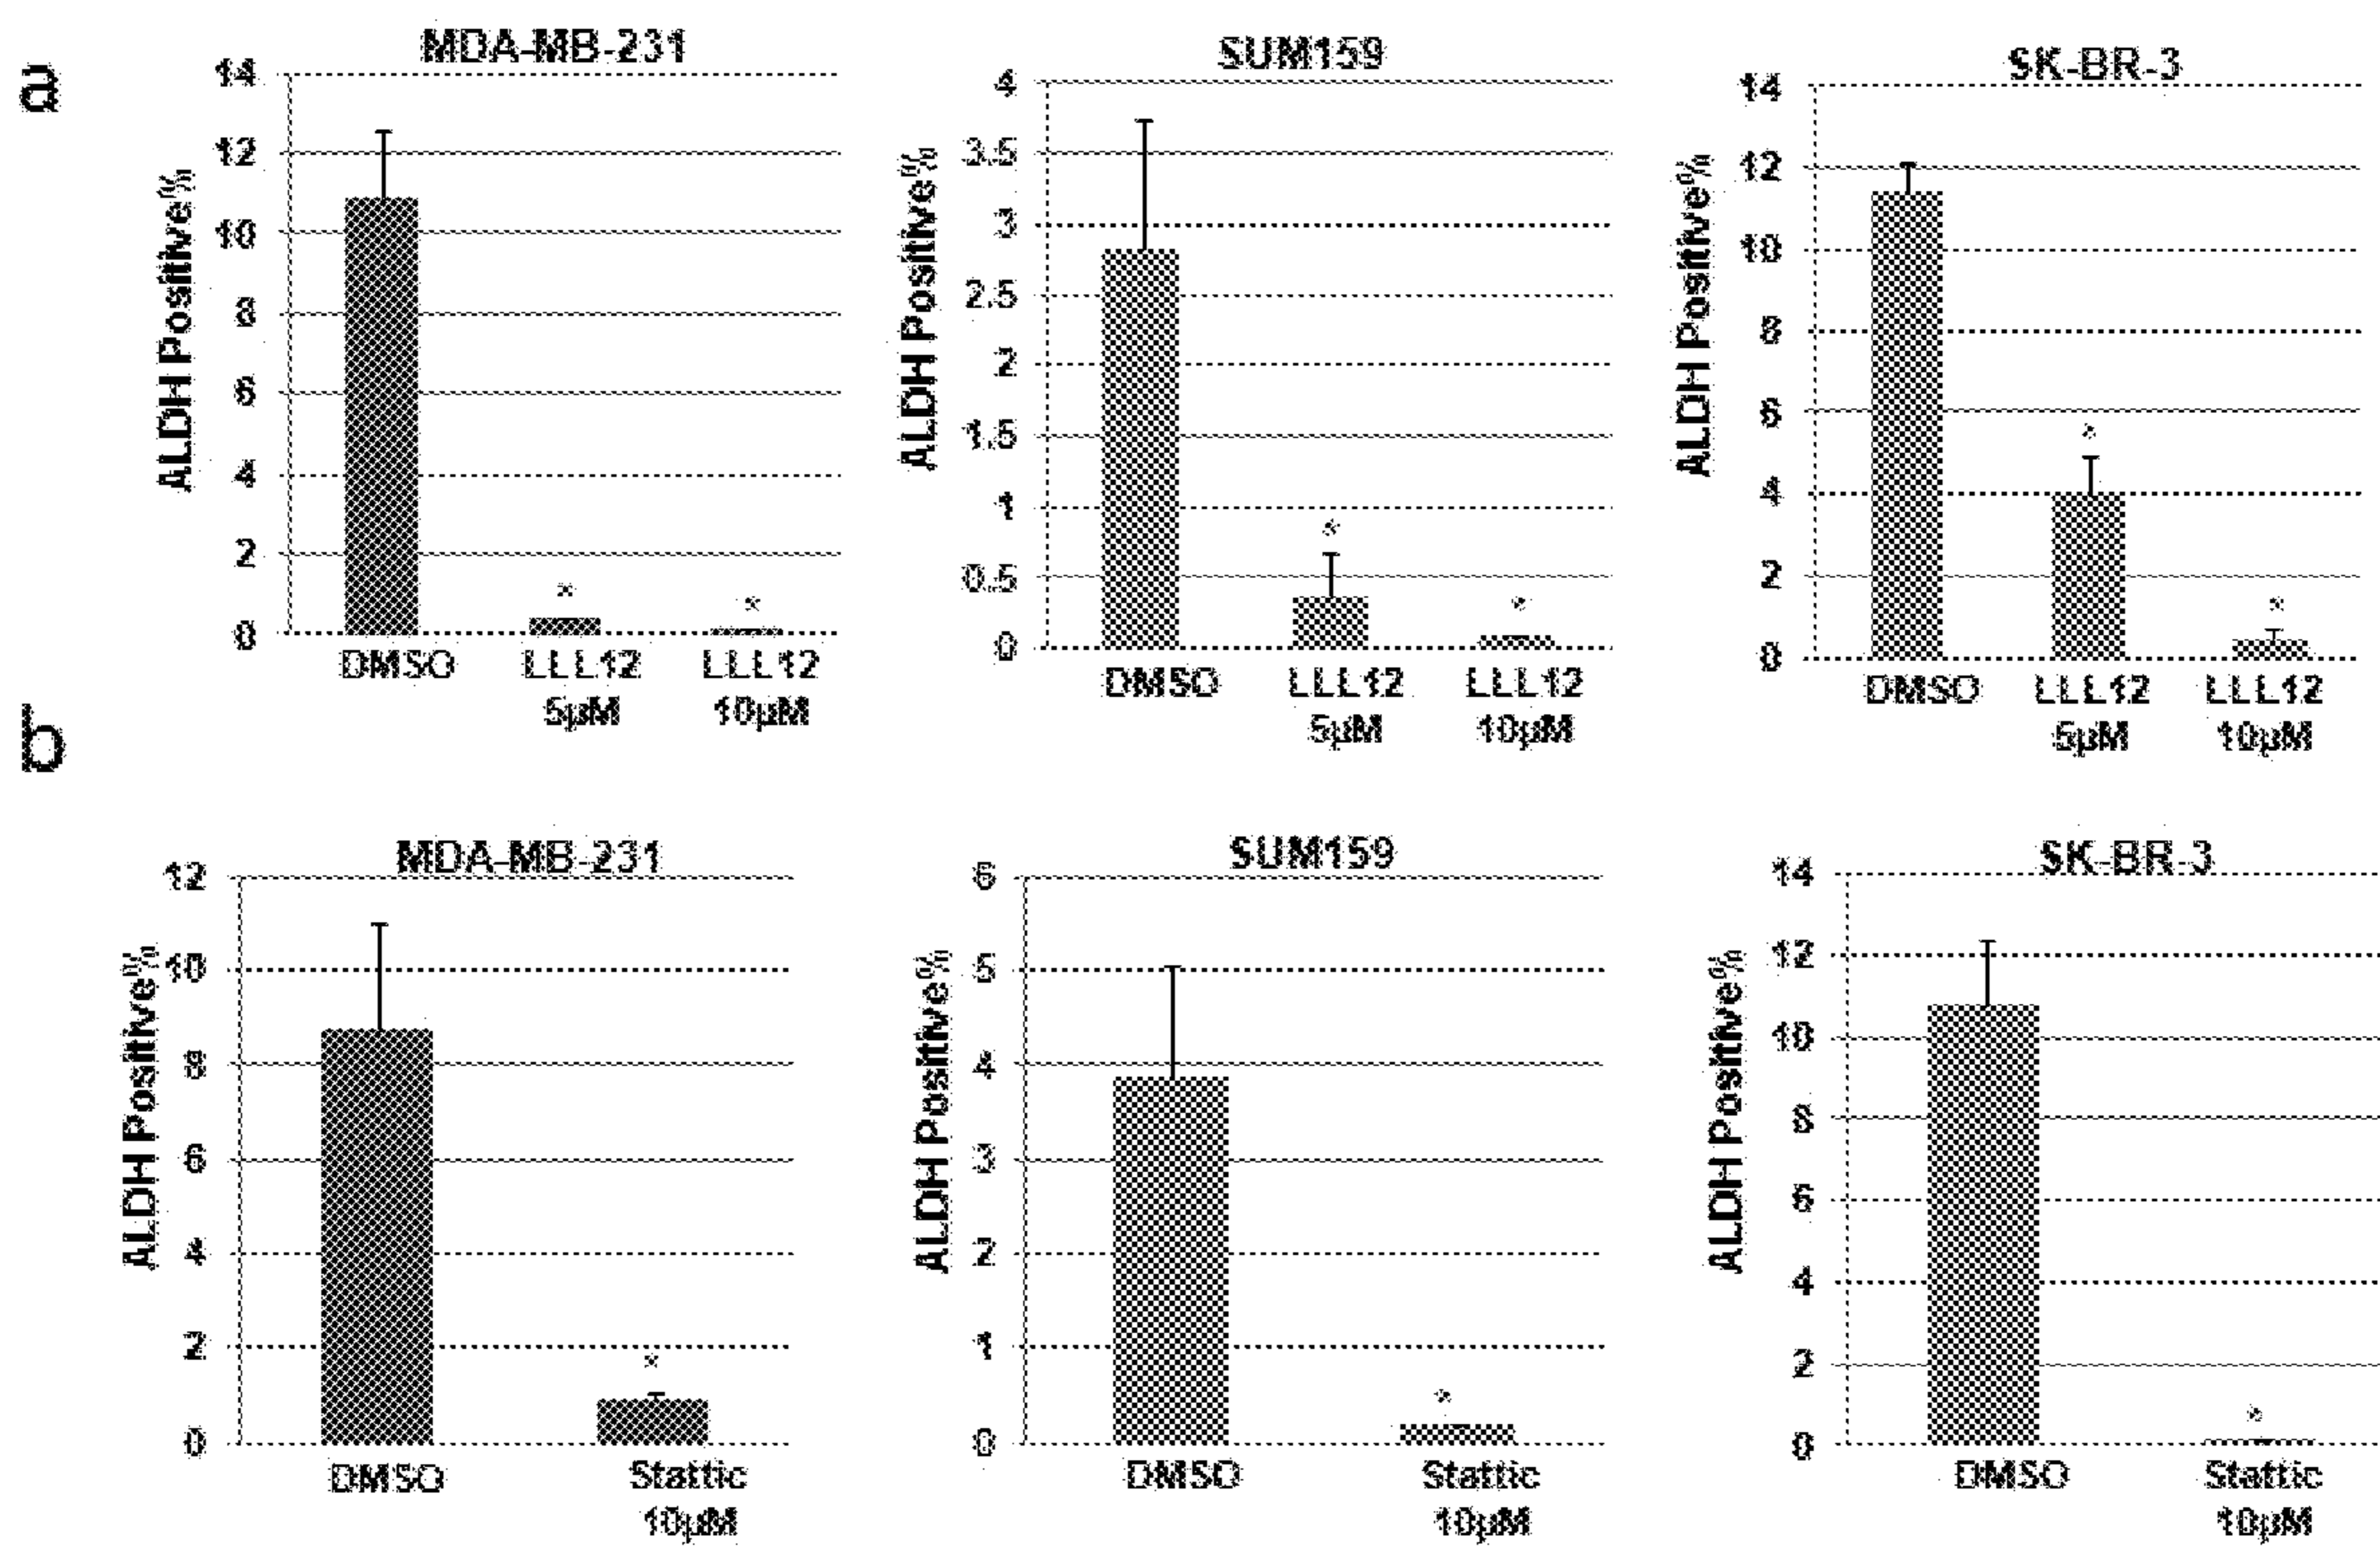 a
MDA-MB-231
ALDH Positive%
14
12
10
8
6
4
2
0
DMSO
LLL12
5µM
LLL12
10µM
*
*
SUM159
ALDH Positive%
4
3.5
3
2.5
2
1.5
1
0.5
0
DMSO
LLL12
5µM
LLL12
10µM
*
*
SK-BR-3
ALDH Positive%
14
12
10
8
6
4
2
0
DMSO
LLL12
5µM
LLL12
10µM
*
*
b
MDA-MB-231
ALDH Positive%
12
10
8
6
4
2
0
DMSO
Stattic
10µM
*
SUM159
ALDH Positive%
6
5
4
3
2
1
0
DMSO
Stattic
10µM
*
SK-BR-3
ALDH Positive%
14
12
10
8
6
4
2
0
DMSO
Stattic
10µM
*